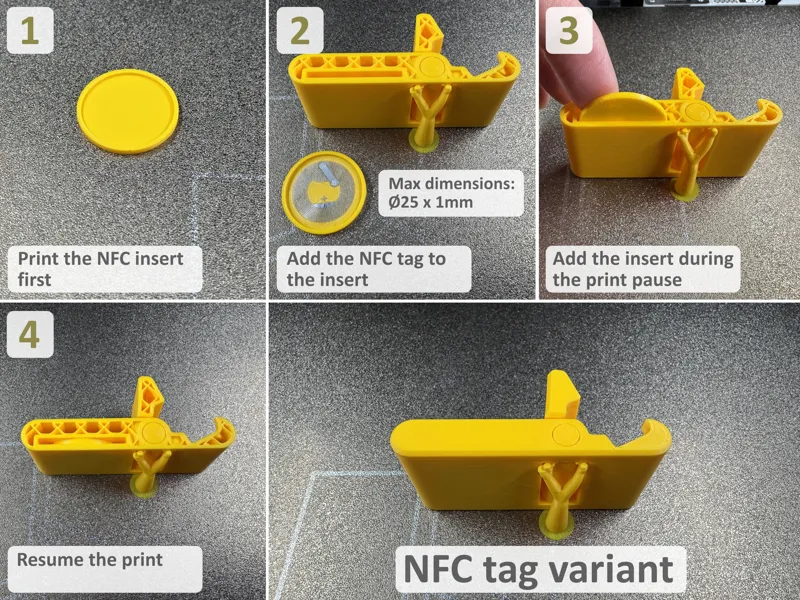 1
Print the NFC insert
first
2
Max dimensions:
Ø25 x 1mm
Add the NFC tag to
the insert
3
Add the insert during
the print pause
4
Resume the print
NFC tag variant